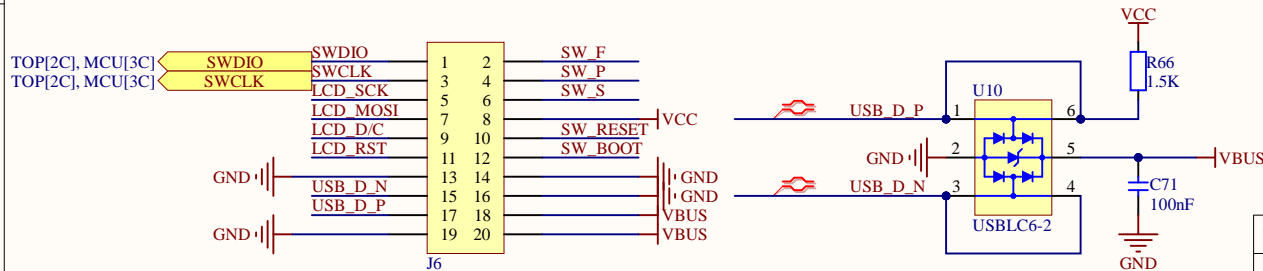 VCC
SWDIO SW_F
TOP[2C], MCU[3C] SWDIO 1 2
R66
SWCLK SW_P
TOP[2C], MCU[3C] SWCLK 3 4
1.5K
LCD_SCK 5 6 SW_S
U10
LCD_MOSI 7 8 VCC
USB_D_P 1 6
LCD_D/C 9 10 SW_RESET
LCD_RST 11 12 SW_BOOT
GND 2 5 VBUS
GND 13 14 GND
USB_D_N 15 16 GND
USB_D_N 3 4
C71
100nF
USB_D_P 17 18 VBUS
USBLC6-2
GND 19 20 VBUS
J6
GND